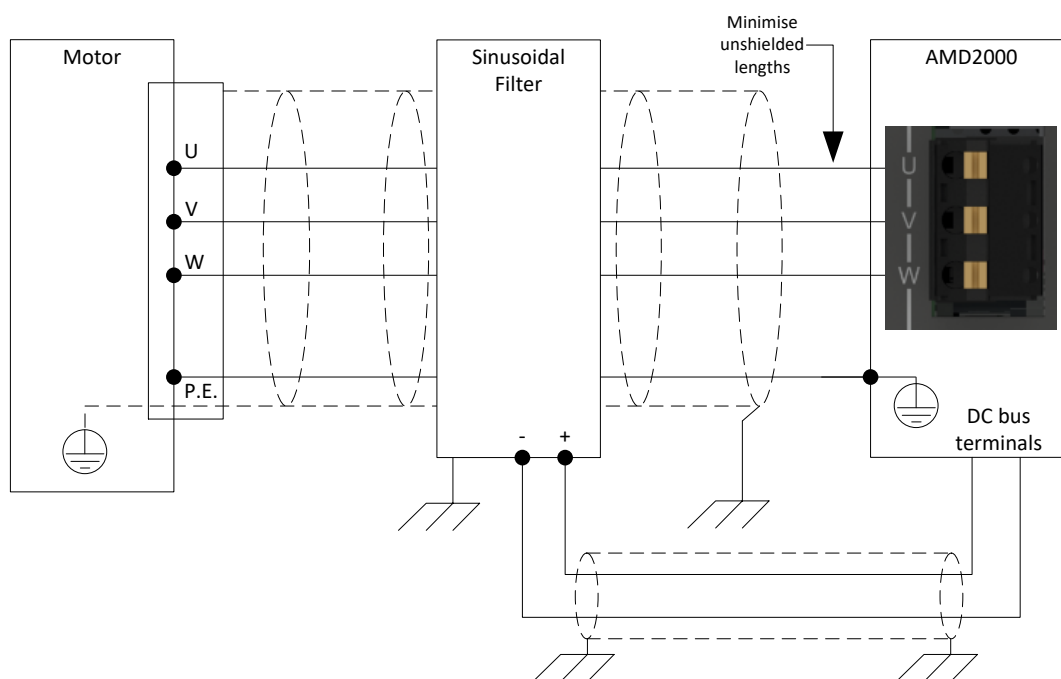 Motor
Sinusoidal
Filter
Minimise
unshielded
lengths
AMD2000
U
V
W
P.E.
U
V
W
- +
DC bus
terminals